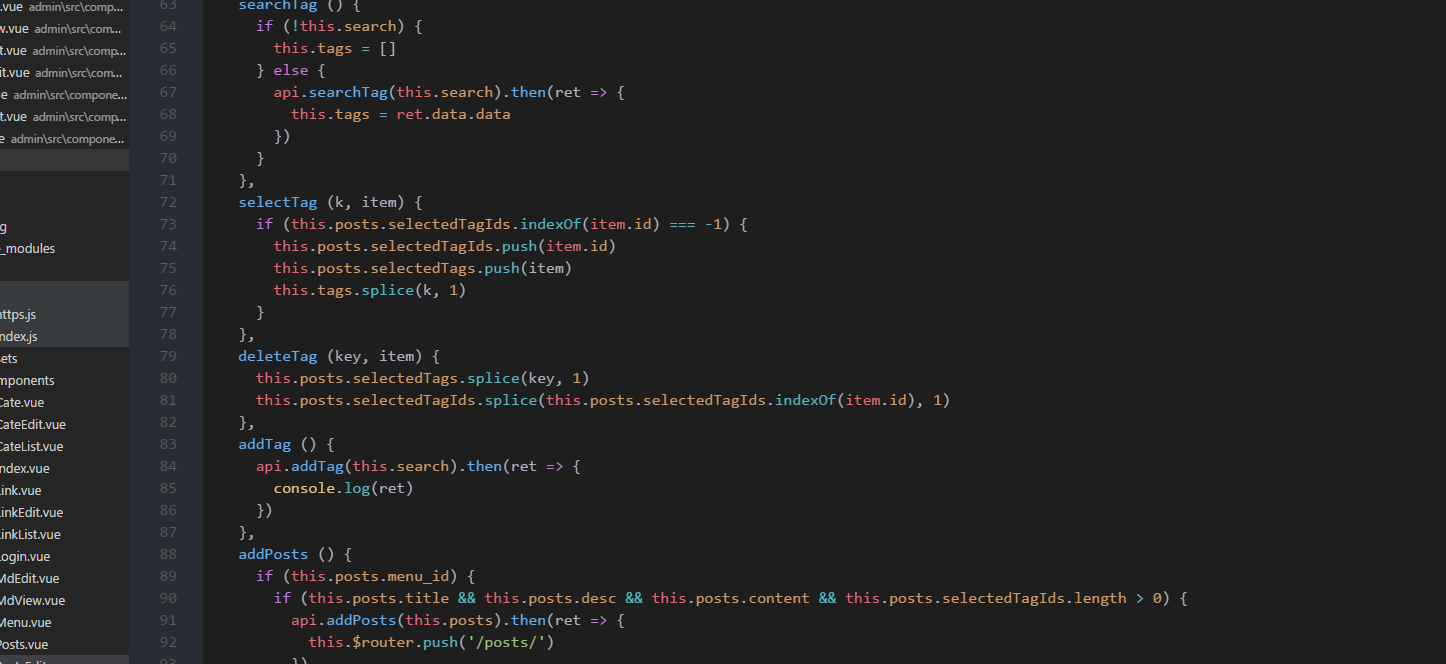 .vue admin\src\comp...
w.vue admin\src\com...
t.vue admin\src\comp...
it.vue admin\src\com...
e admin\src\compone...
t.vue admin\src\comp...
e admin\src\compone...
g
_modules
https.js
ndex.js
sets
mponents
Cate.vue
CateEdit.vue
CateList.vue
ndex.vue
Link.vue
LinkEdit.vue
LinkList.vue
Login.vue
MdEdit.vue
MdView.vue
Menu.vue
Posts.vue
63 searchTag () {
64 if (!this.search) {
65 this.tags = []
66 } else {
67 api.searchTag(this.search).then(ret => {
68 this.tags = ret.data.data
69 })
70 }
71 },
72 selectTag (k, item) {
73 if (this.posts.selectedTagIds.indexOf(item.id) === -1) {
74 this.posts.selectedTagIds.push(item.id)
75 this.posts.selectedTags.push(item)
76 this.tags.splice(k, 1)
77 }
78 },
79 deleteTag (key, item) {
80 this.posts.selectedTags.splice(key, 1)
81 this.posts.selectedTagIds.splice(this.posts.selectedTagIds.indexOf(item.id), 1)
82 },
83 addTag () {
84 api.addTag(this.search).then(ret => {
85 console.log(ret)
86 })
87 },
88 addPosts () {
89 if (this.posts.menu_id) {
90 if (this.posts.title && this.posts.desc && this.posts.content && this.posts.selectedTagIds.length > 0) {
91 api.addPosts(this.posts).then(ret => {
92 this.$router.push('/posts/')
93 })